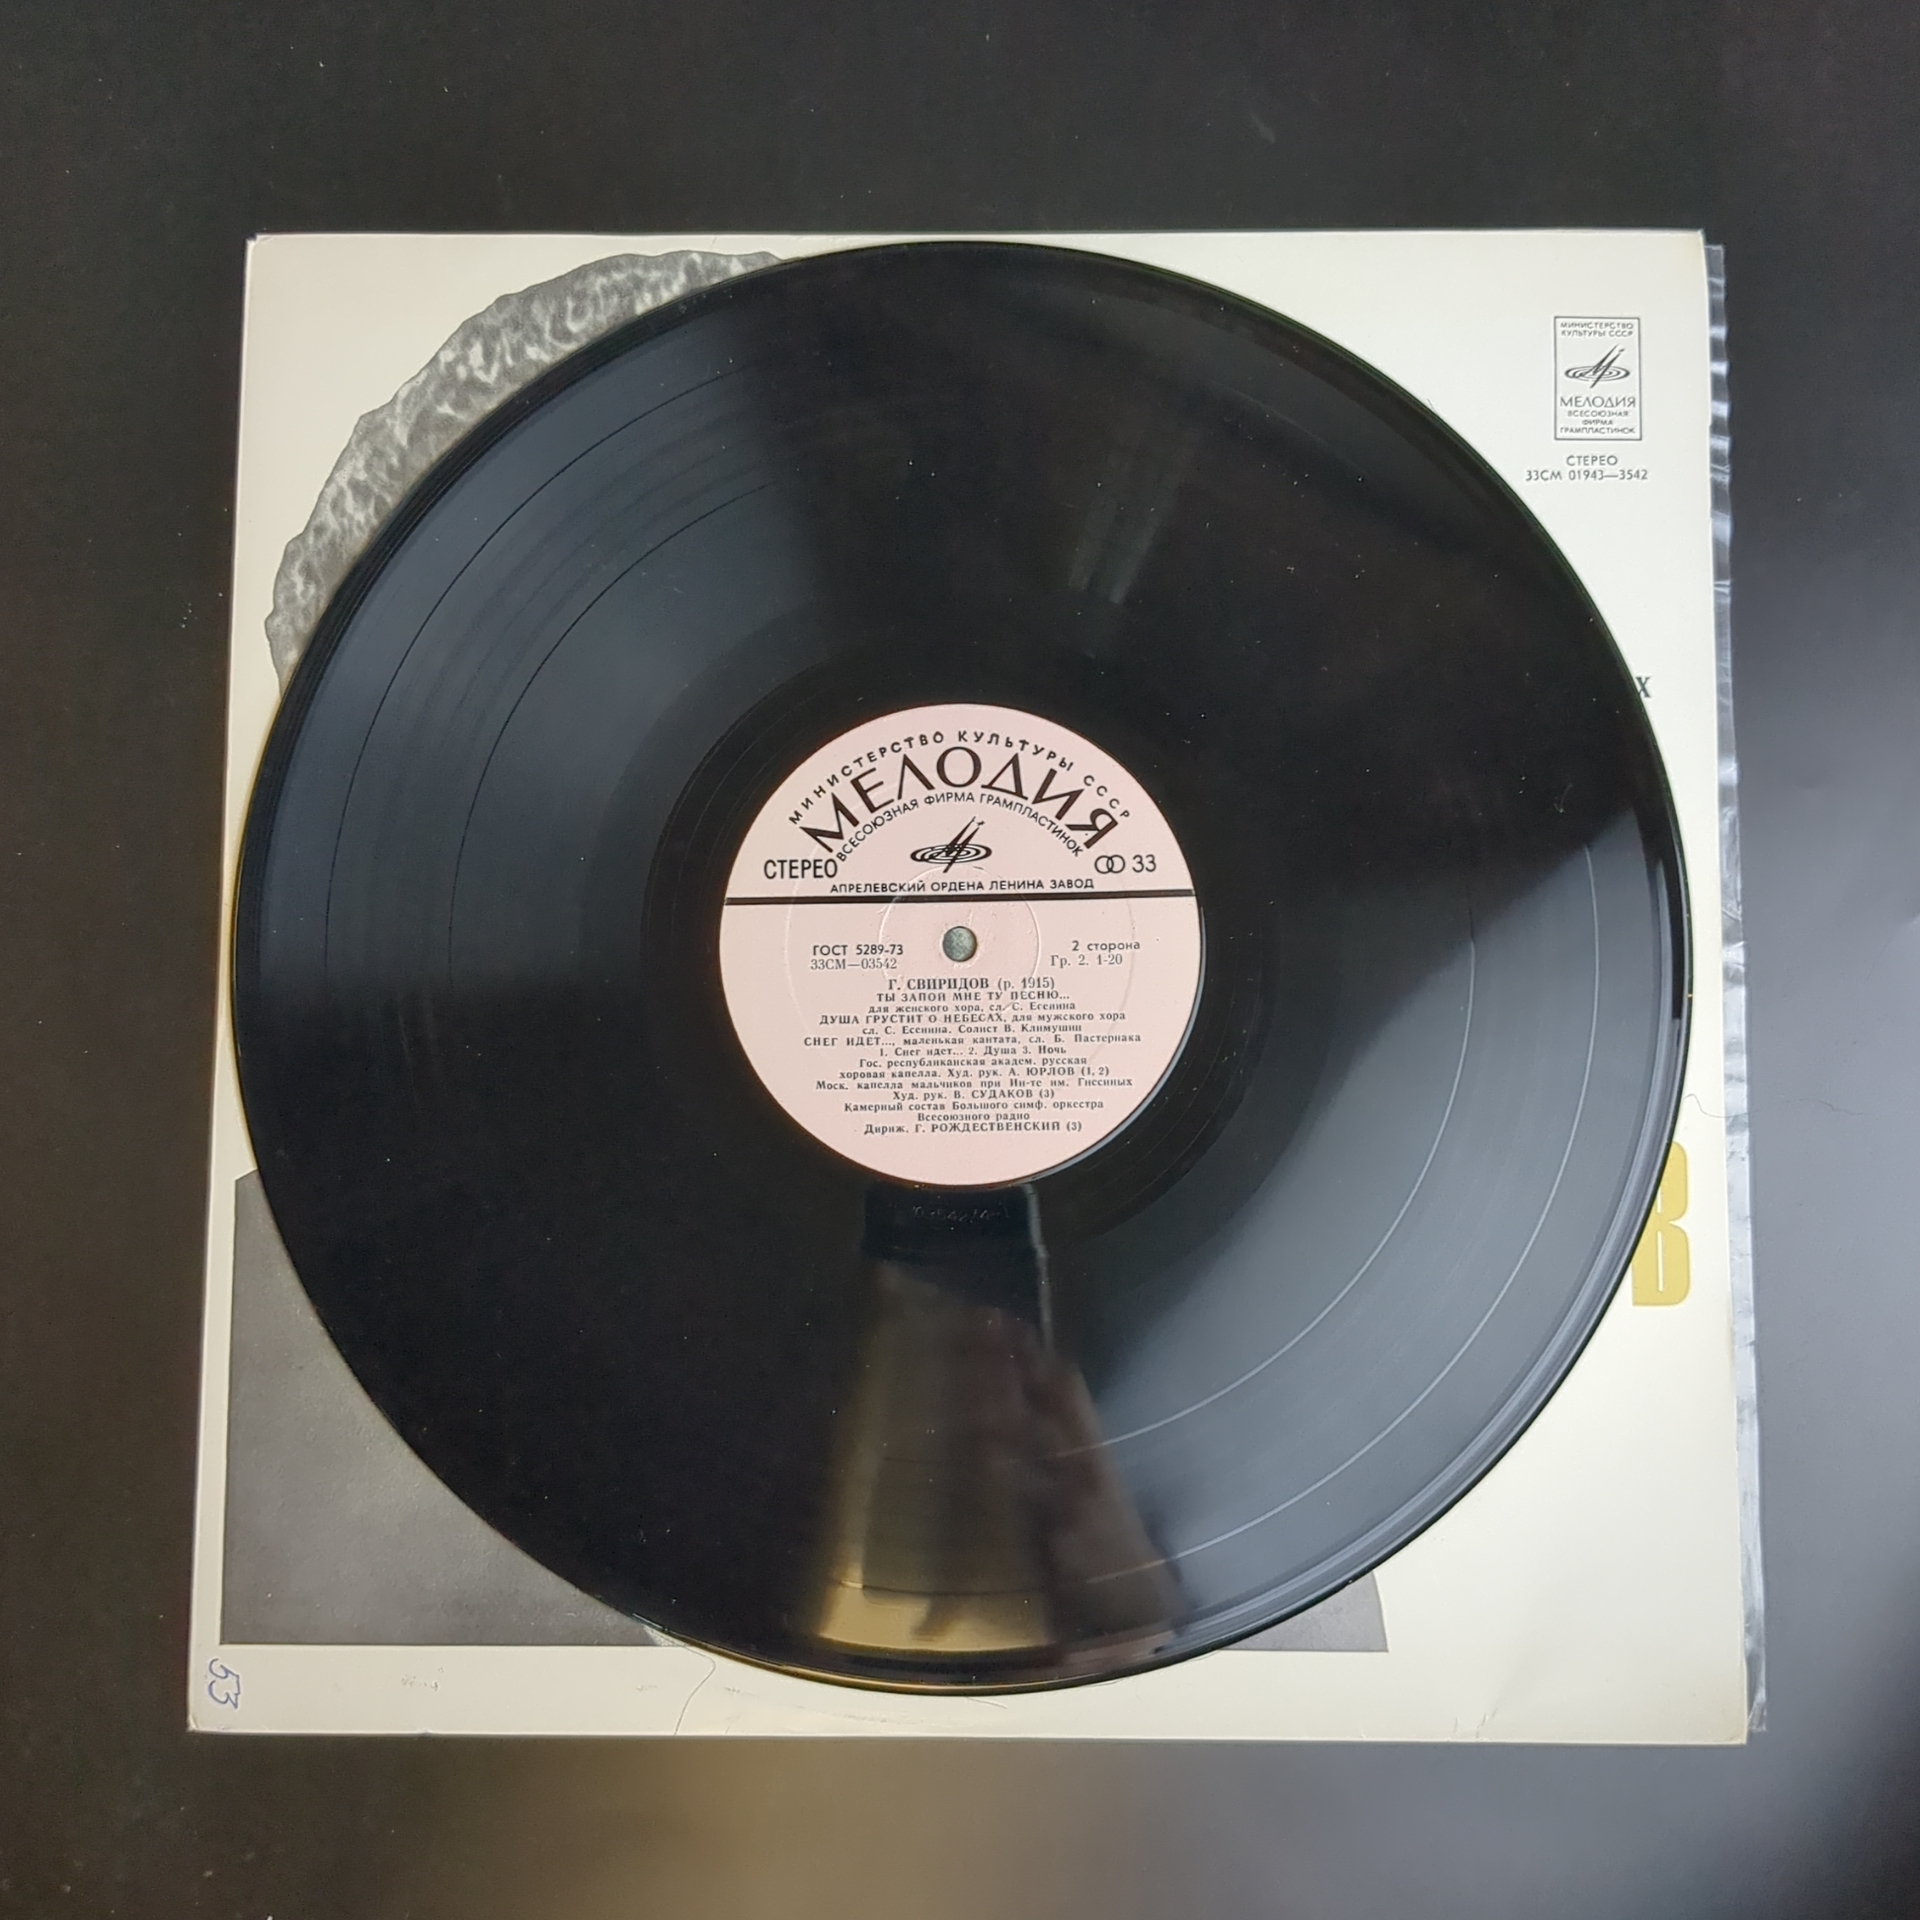 МИНИСТЕРСТВО
КУЛЬТУРЫ СССР
МЕЛОДИЯ
ВСЕСОЮЗНАЯ
ФИРМА
ГРАМПЛАСТИНОК
СТЕРЕО
33СМ 01943—3542
Х
МИНИСТЕРСТВО КУЛЬТУРЫ СССР
МЕЛОДИЯ
ВСЕСОЮЗНАЯ ФИРМА ГРАМПЛАСТИНОК
СТЕРЕО
33
АПРЕЛЕВСКИЙ ОРДЕНА ЛЕНИНА ЗАВОД
ГОСТ 5289-73
2 сторона
33СМ—03542
Гр. 2. 1-20
Г. СВИРИДОВ (р. 1915)
ТЫ ЗАПОЙ МНЕ ТУ ПЕСНЮ...
для женского хора, сл. С. Есенина
ДУША ГРУСТИТ О НЕБЕСАХ, для мужского хора
сл. С. Есенина. Солист В. Климушин
СНЕГ ИДЕТ..., маленькая кантата, сл. Б. Пастернака
1. Снег идет... 2. Душа 3. Ночь
Гос. республиканская академ. русская
хоровая капелла. Худ. рук. А. ЮРЛОВ (1, 2)
Моск. капелла мальчиков при Ин-те им. Гнесиных
Худ. рук. В. СУДАКОВ (3)
Камерный состав Большого симф. оркестра
Всесоюзного радио
Дириж. Г. РОЖДЕСТВЕНСКИЙ (3)
В
53